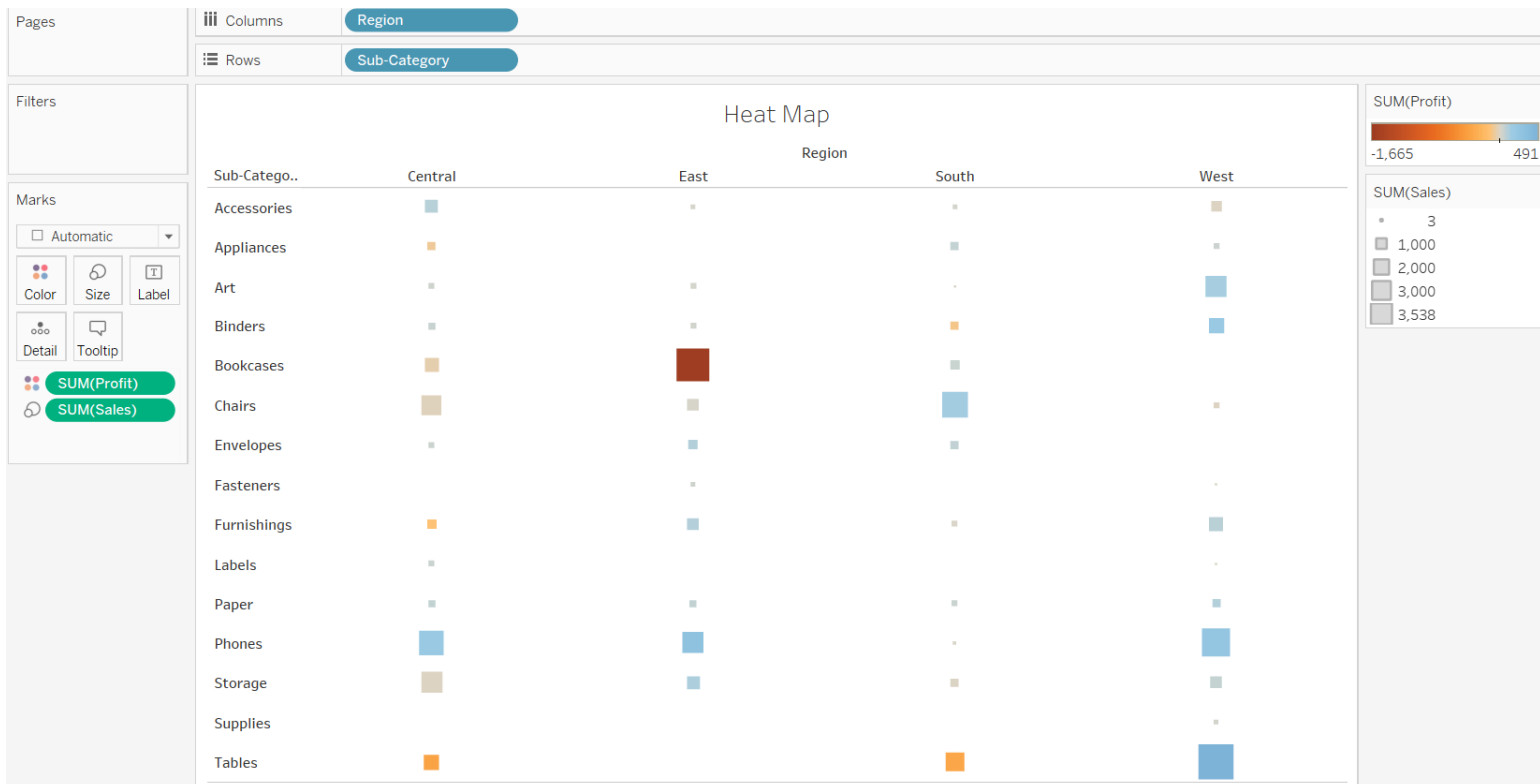 Pages
Columns Region
Rows Sub-Category
Filters
Marks
Automatic
Color Size T Label
Detail Tooltip
SUM(Profit)
SUM(Sales)
Heat Map
Region
Sub-Catego.. Central East South West
Accessories
Appliances
Art
Binders
Bookcases
Chairs
Envelopes
Fasteners
Furnishings
Labels
Paper
Phones
Storage
Supplies
Tables
SUM(Profit)
-1,665 491
SUM(Sales)
3
1,000
2,000
3,000
3,538